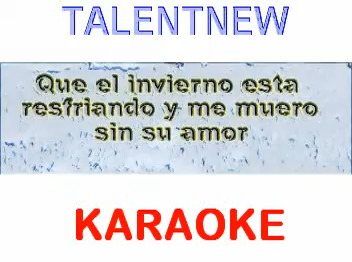 TALENTNEW
Que el invierno esta
resfriando y me muero
sin su amor
KARAOKE